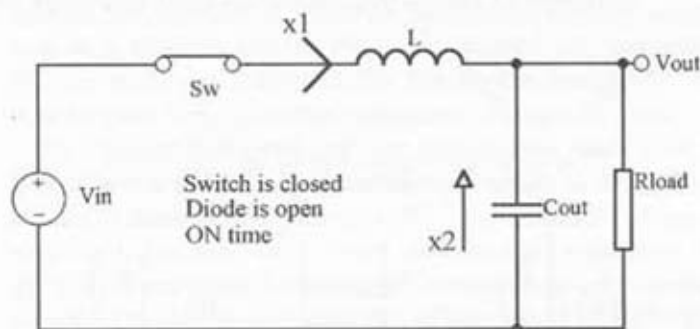 x1
L
Vout
Sw
+
Vin
−
Switch is closed
Diode is open
ON time
x2
Cout
Rload